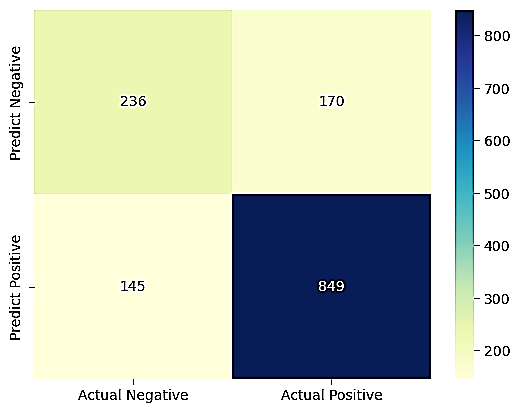 Predict Negative
236
170
Predict Positive
145
849
Actual Negative
Actual Positive
800
700
600
500
400
300
200